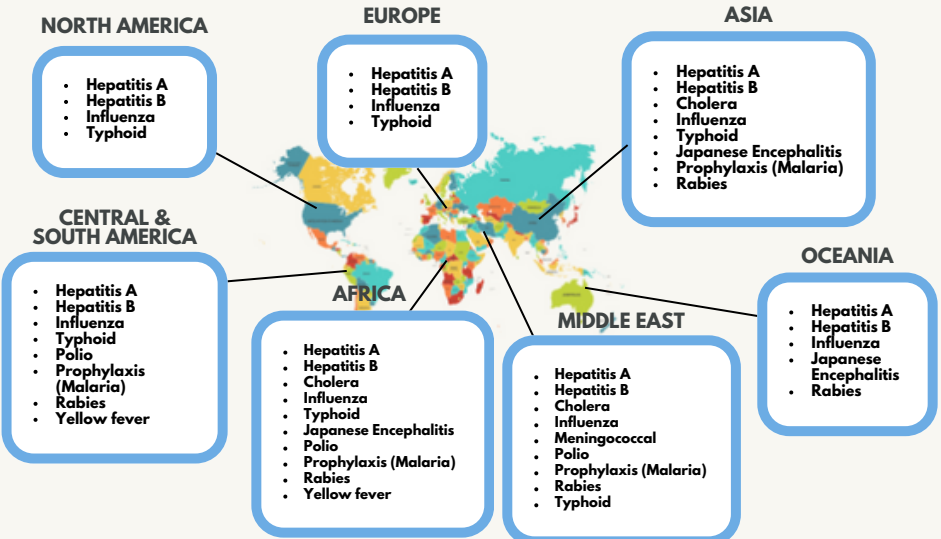 NORTH AMERICA
• Hepatitis A
• Hepatitis B
• Influenza
• Typhoid
EUROPE
• Hepatitis A
• Hepatitis B
• Influenza
• Typhoid
ASIA
• Hepatitis A
• Hepatitis B
• Cholera
• Influenza
• Typhoid
• Japanese Encephalitis
• Prophylaxis (Malaria)
• Rabies
CENTRAL &
SOUTH AMERICA
• Hepatitis A
• Hepatitis B
• Influenza
• Typhoid
• Polio
• Prophylaxis
(Malaria)
• Rabies
• Yellow fever
AFRICA
• Hepatitis A
• Hepatitis B
• Cholera
• Influenza
• Typhoid
• Japanese Encephalitis
• Polio
• Prophylaxis (Malaria)
• Rabies
• Yellow fever
MIDDLE EAST
• Hepatitis A
• Hepatitis B
• Cholera
• Influenza
• Meningococcal
• Polio
• Prophylaxis (Malaria)
• Rabies
• Typhoid
OCEANIA
• Hepatitis A
• Hepatitis B
• Influenza
• Japanese
Encephalitis
• Rabies